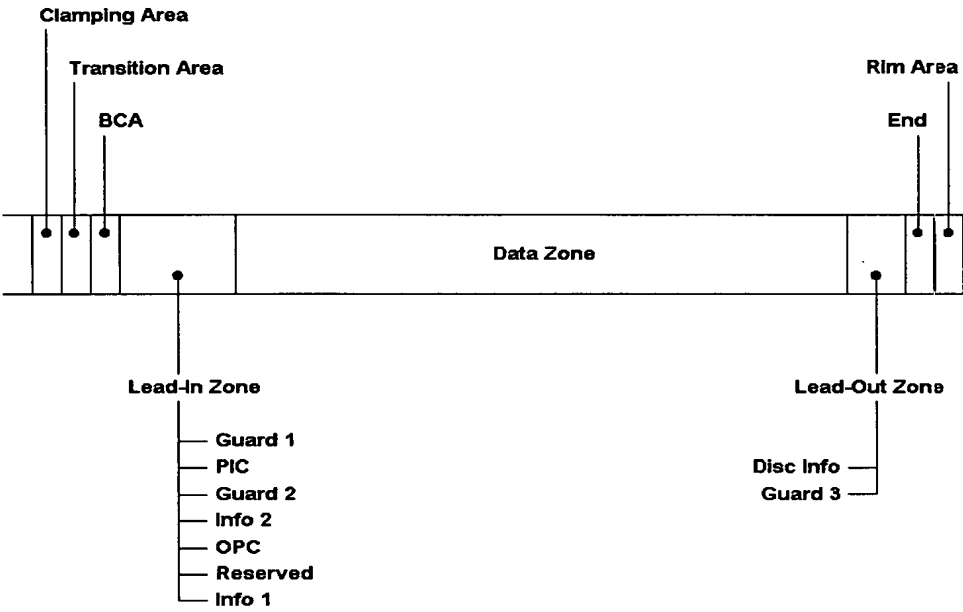 Clamping Area
Transition Area
Rim Area
BCA
End
Data Zone
Lead-In Zone
Lead-Out Zone
Guard 1
PIC
Disc Info
Guard 2
Guard 3
Info 2
OPC
Reserved
Info 1